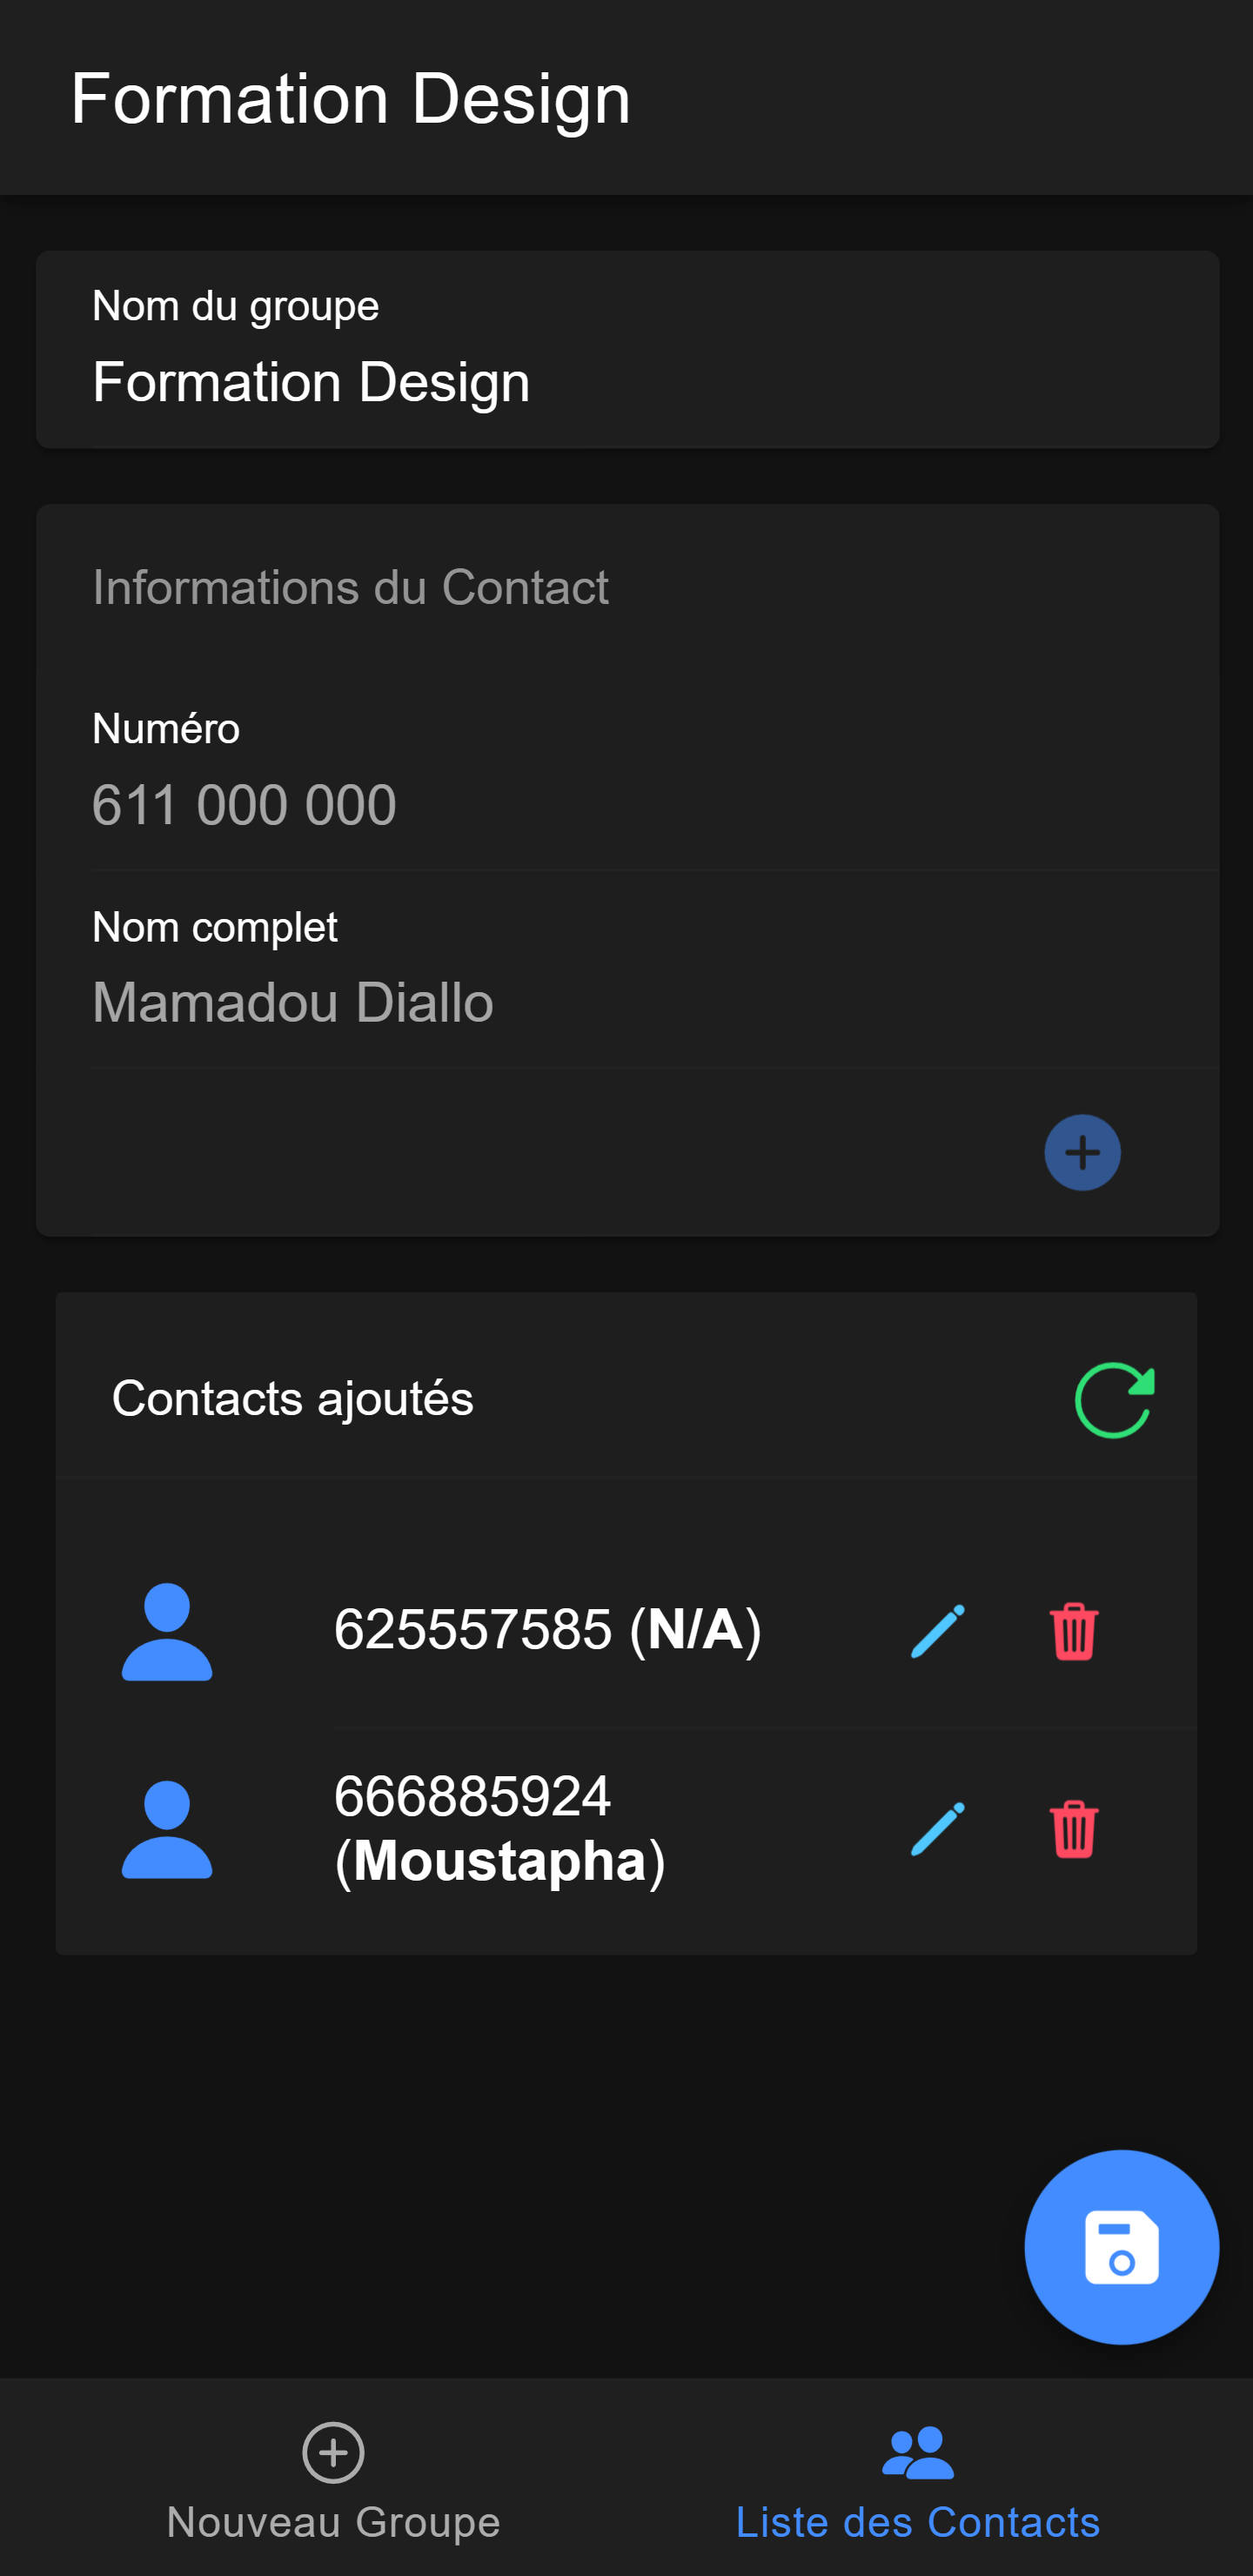 Formation Design
Nom du groupe
Formation Design
Informations du Contact
Numéro
611 000 000
Nom complet
Mamadou Diallo
Contacts ajoutés
625557585 (N/A)
666885924
(Moustapha)
Nouveau Groupe
Liste des Contacts